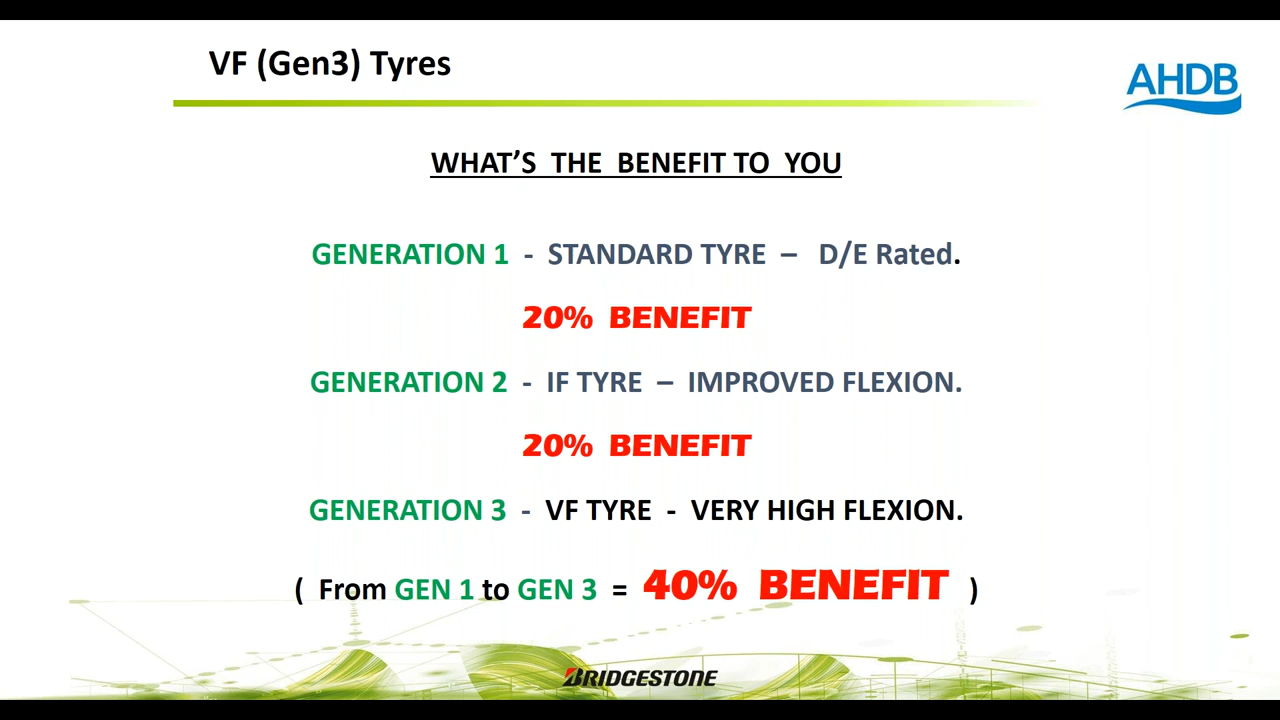 VF (Gen3) Tyres
AHDB
WHAT’S THE BENEFIT TO YOU
GENERATION 1 - STANDARD TYRE – D/E Rated.
20% BENEFIT
GENERATION 2 - IF TYRE – IMPROVED FLEXION.
20% BENEFIT
GENERATION 3 - VF TYRE - VERY HIGH FLEXION.
( From GEN 1 to GEN 3 = 40% BENEFIT )
BRIDGESTONE